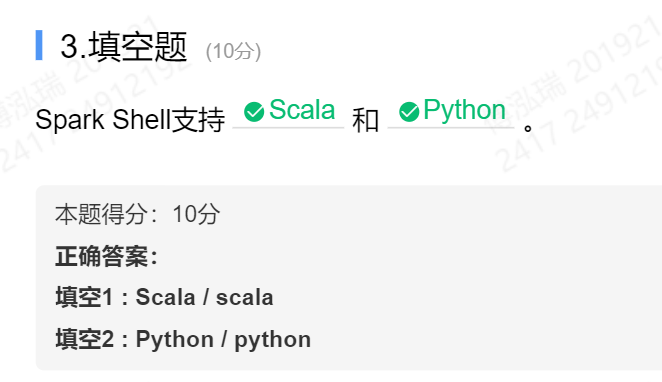 3.填空题 (10分)
Spark Shell支持 Scala 和 Python 。
本题得分：10分
正确答案：
填空1 : Scala / scala
填空2 : Python / python